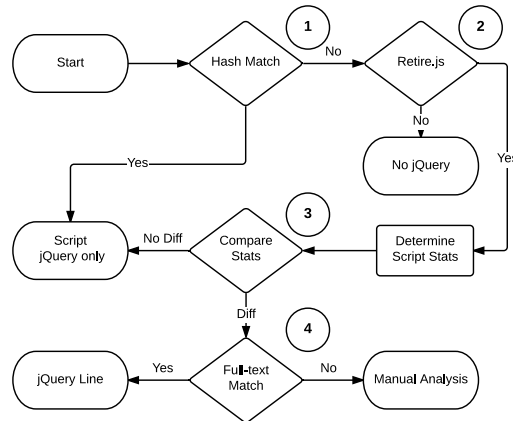 1
2
Start
Hash Match
No
Retire.js
No
Yes
Yes
No jQuery
3
Script
jQuery only
No Diff
Compare
Stats
Determine
Script Stats
Diff
4
jQuery Line
Yes
Full-text
Match
No
Manual Analysis